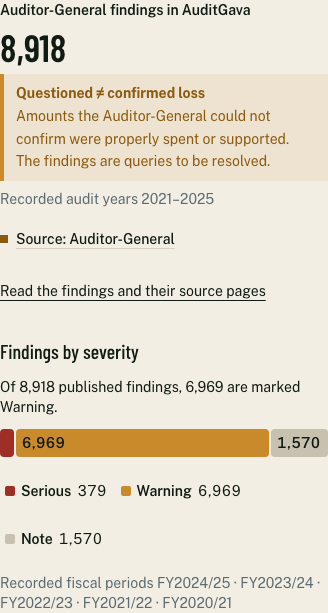 Auditor-General findings in AuditGava
8,918
Questioned ≠ confirmed loss
Amounts the Auditor-General could not
confirm were properly spent or supported.
The findings are queries to be resolved.
Recorded audit years 2021–2025
Source: Auditor-General
Read the findings and their source pages
Findings by severity
Of 8,918 published findings, 6,969 are marked
Warning.
6,969 1,570
Serious 379 Warning 6,969
Note 1,570
Recorded fiscal periods FY2024/25 · FY2023/24 ·
FY2022/23 · FY2021/22 · FY2020/21